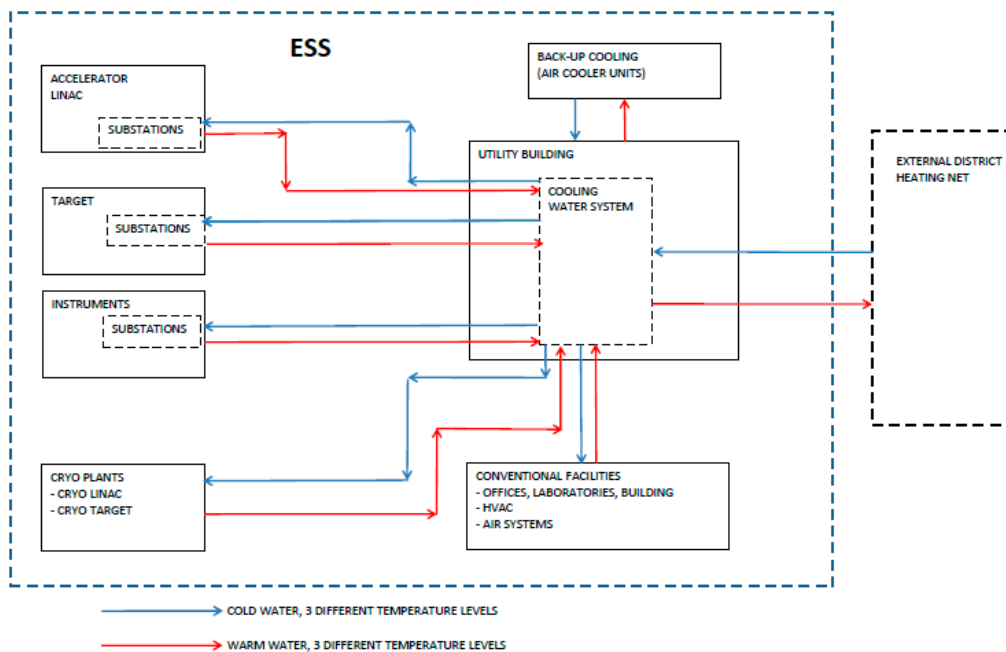 ESS
ACCELERATOR
LINAC
SUBSTATIONS
BACK-UP COOLING
(AIR COOLER UNITS)
UTILITY BUILDING
COOLING
WATER SYSTEM
EXTERNAL DISTRICT
HEATING NET
TARGET
SUBSTATIONS
INSTRUMENTS
SUBSTATIONS
CRYO PLANTS
- CRYO LINAC
- CRYO TARGET
CONVENTIONAL FACILITIES
- OFFICES, LABORATORIES, BUILDING
- HVAC
- AIR SYSTEMS
COLD WATER, 3 DIFFERENT TEMPERATURE LEVELS
WARM WATER, 3 DIFFERENT TEMPERATURE LEVELS